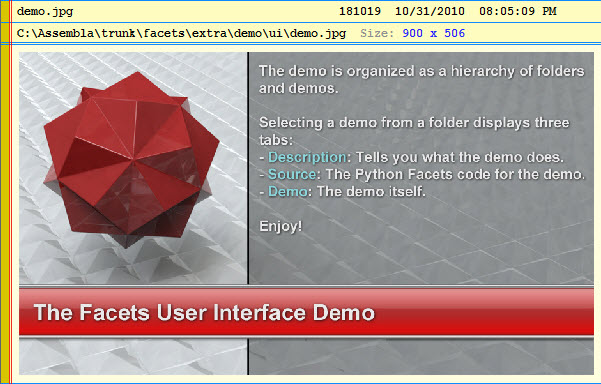 demo.jpg 181019 10/31/2010 08:05:09 PM
C:\Assembla\trunk\facets\extra\demo\ui\demo.jpg Size: 900 x 506
The demo is organized as a hierarchy of folders
and demos.
Selecting a demo from a folder displays three
tabs:
- Description: Tells you what the demo does.
- Source: The Python Facets code for the demo.
- Demo: The demo itself.
Enjoy!
The Facets User Interface Demo